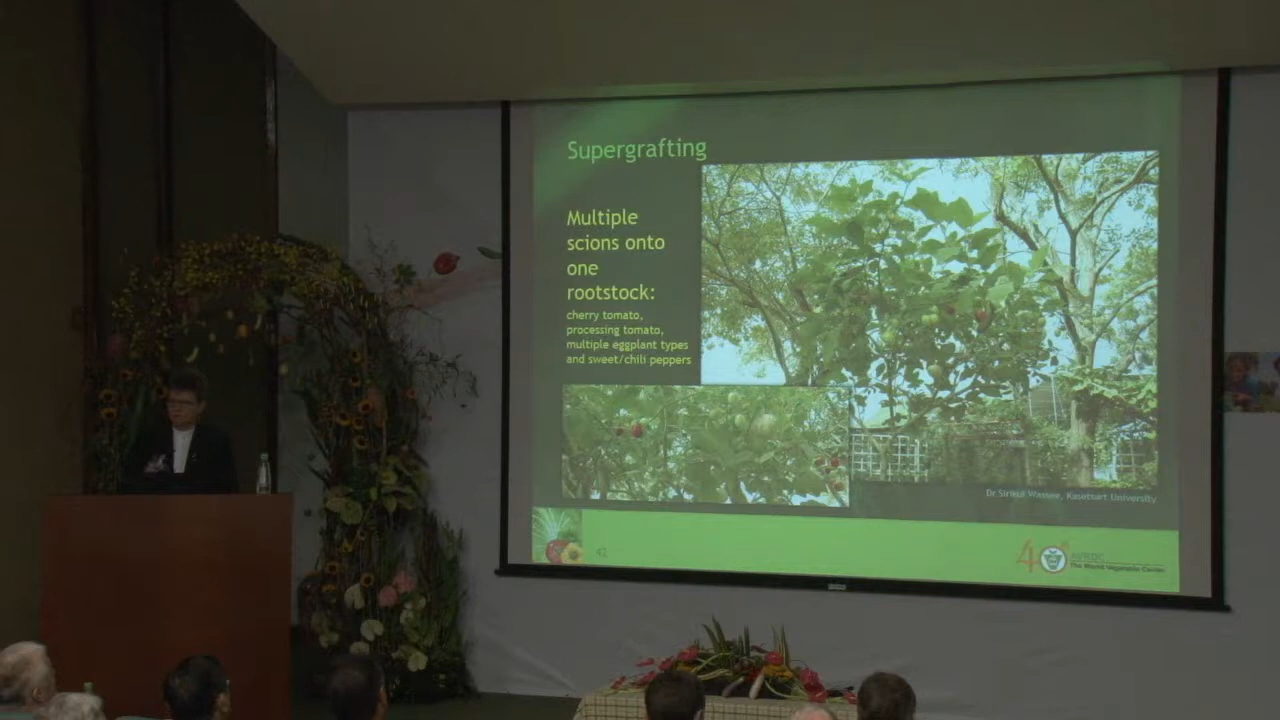 Supergrafting
Multiple
scions onto
one
rootstock:
cherry tomato,
processing tomato,
multiple eggplant types
and sweet/chili peppers
Dr Sirikul Wasee, Kasetsart University
42
40
AVRDC
The World Vegetable Center